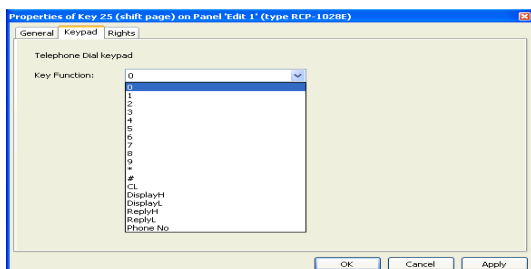 Properties of Key 25 (shift page) on Panel 'Edit 1' (type RCP-1028E)
General Keypad Rights
Telephone Dial keypad
Key Function: 0
0
1
2
3
4
5
6
7
8
9
*
#
CL
DisplayH
DisplayL
ReplyH
ReplyL
Phone No
OK Cancel Apply